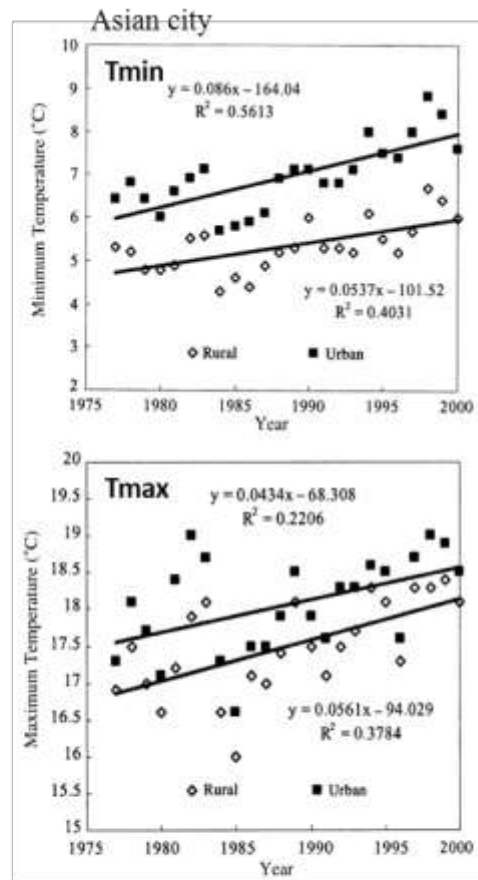 Asian city
Tmin
y = 0.086x−164.04
R² = 0.5613
10
9
8
7
6
5
4
3
2
Minimum Temperature (°C)
y = 0.0537x−101.52
R² = 0.4031
◇ Rural ■ Urban
1975 1980 1985 1990 1995 2000
Year
Tmax
y = 0.0434x−68.308
R² = 0.2206
20
19.5
19
18.5
18
17.5
17
16.5
16
15.5
15
Maximum Temperature (°C)
y = 0.0561x−94.029
R² = 0.3784
◇ Rural ■ Urban
1975 1980 1985 1990 1995 2000
Year